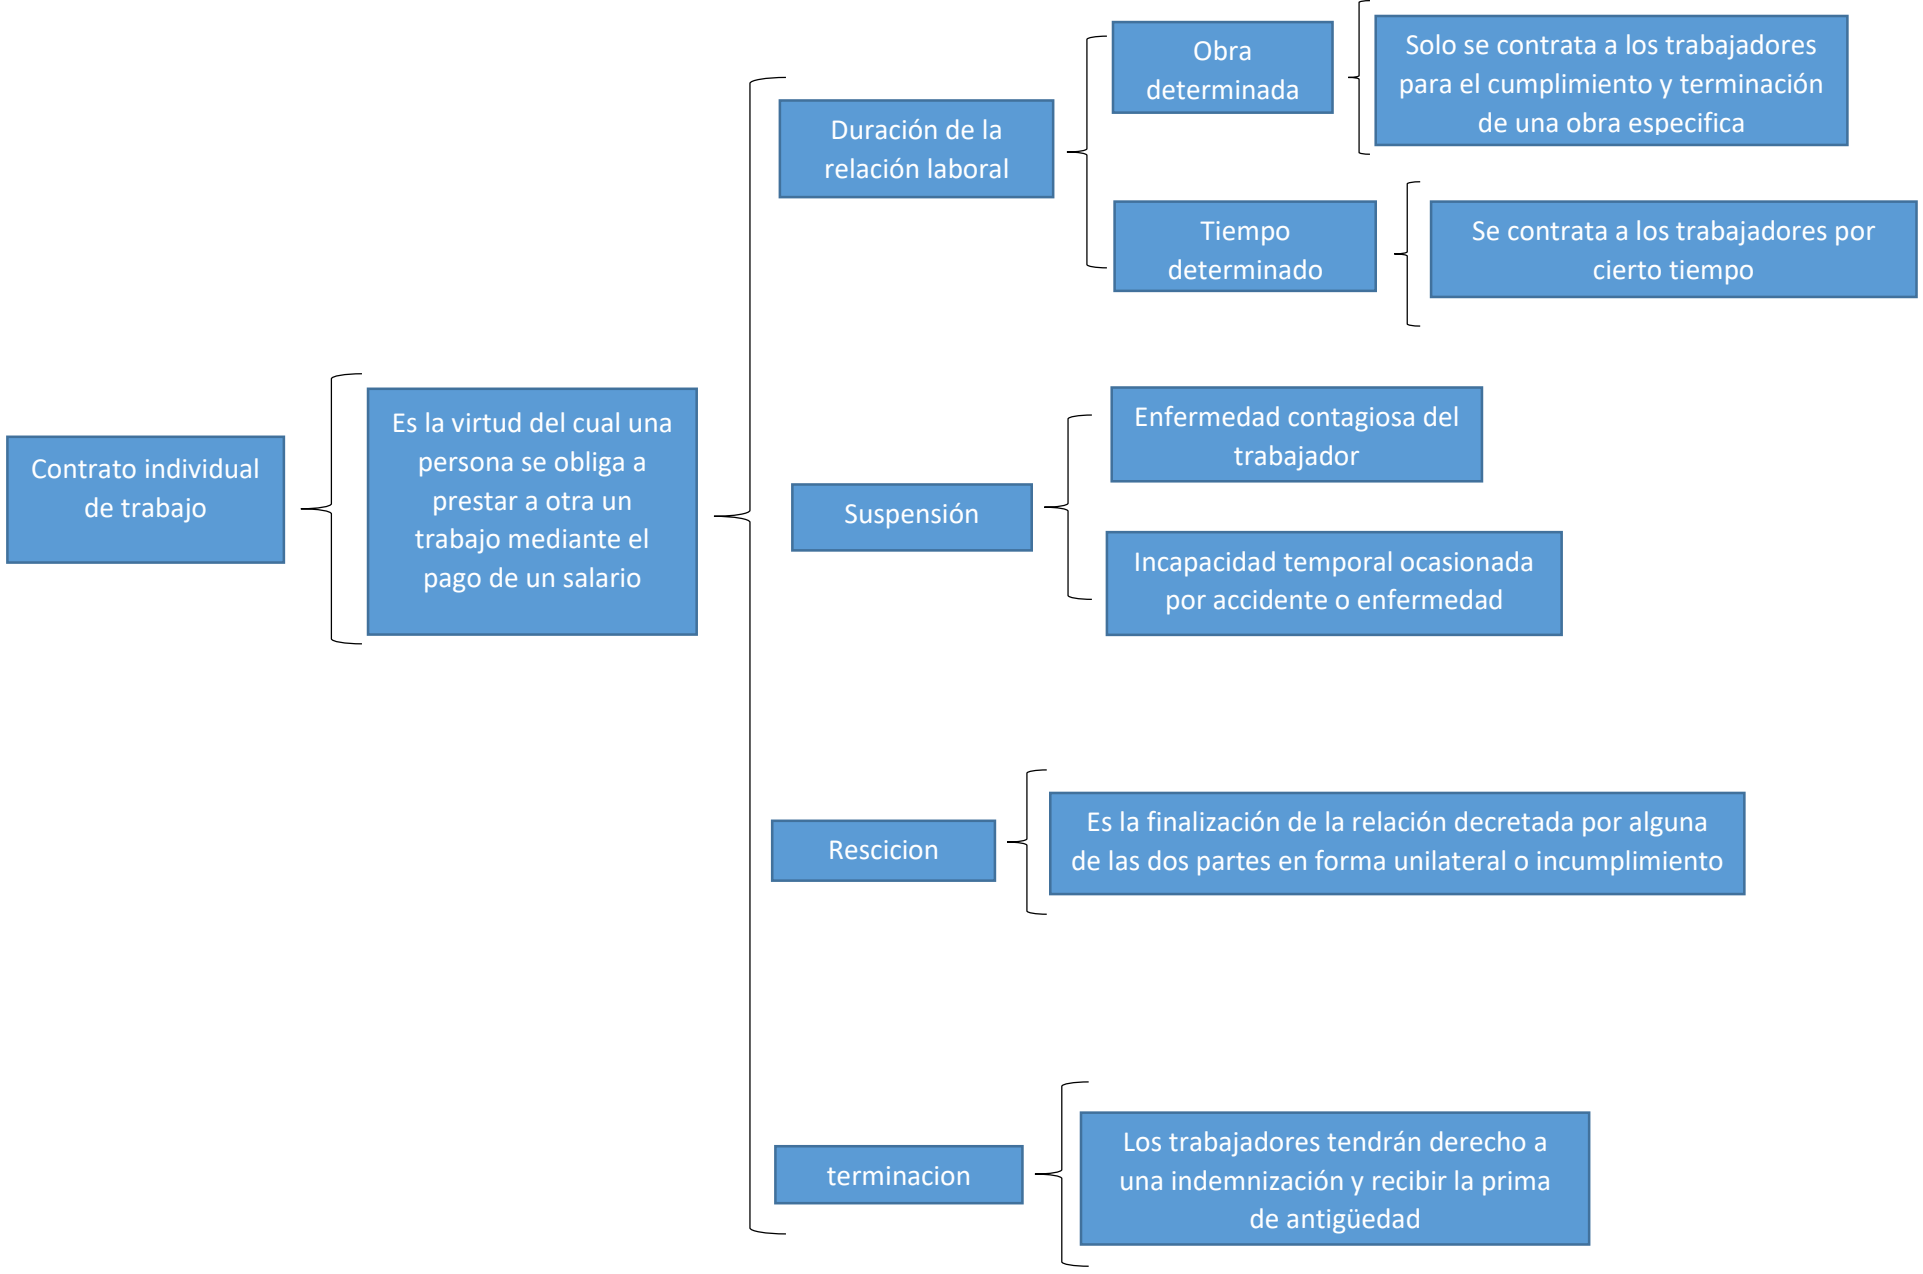 Contrato individual
de trabajo
Es la virtud del cual una
persona se obliga a
prestar a otra un
trabajo mediante el
pago de un salario
Duración de la
relación laboral
Obra
determinada
Solo se contrata a los trabajadores
para el cumplimiento y terminación
de una obra especifica
Tiempo
determinado
Se contrata a los trabajadores por
cierto tiempo
Suspensión
Enfermedad contagiosa del
trabajador
Incapacidad temporal ocasionada
por accidente o enfermedad
Rescicion
Es la finalización de la relación decretada por alguna
de las dos partes en forma unilateral o incumplimiento
terminacion
Los trabajadores tendrán derecho a
una indemnización y recibir la prima
de antigüedad